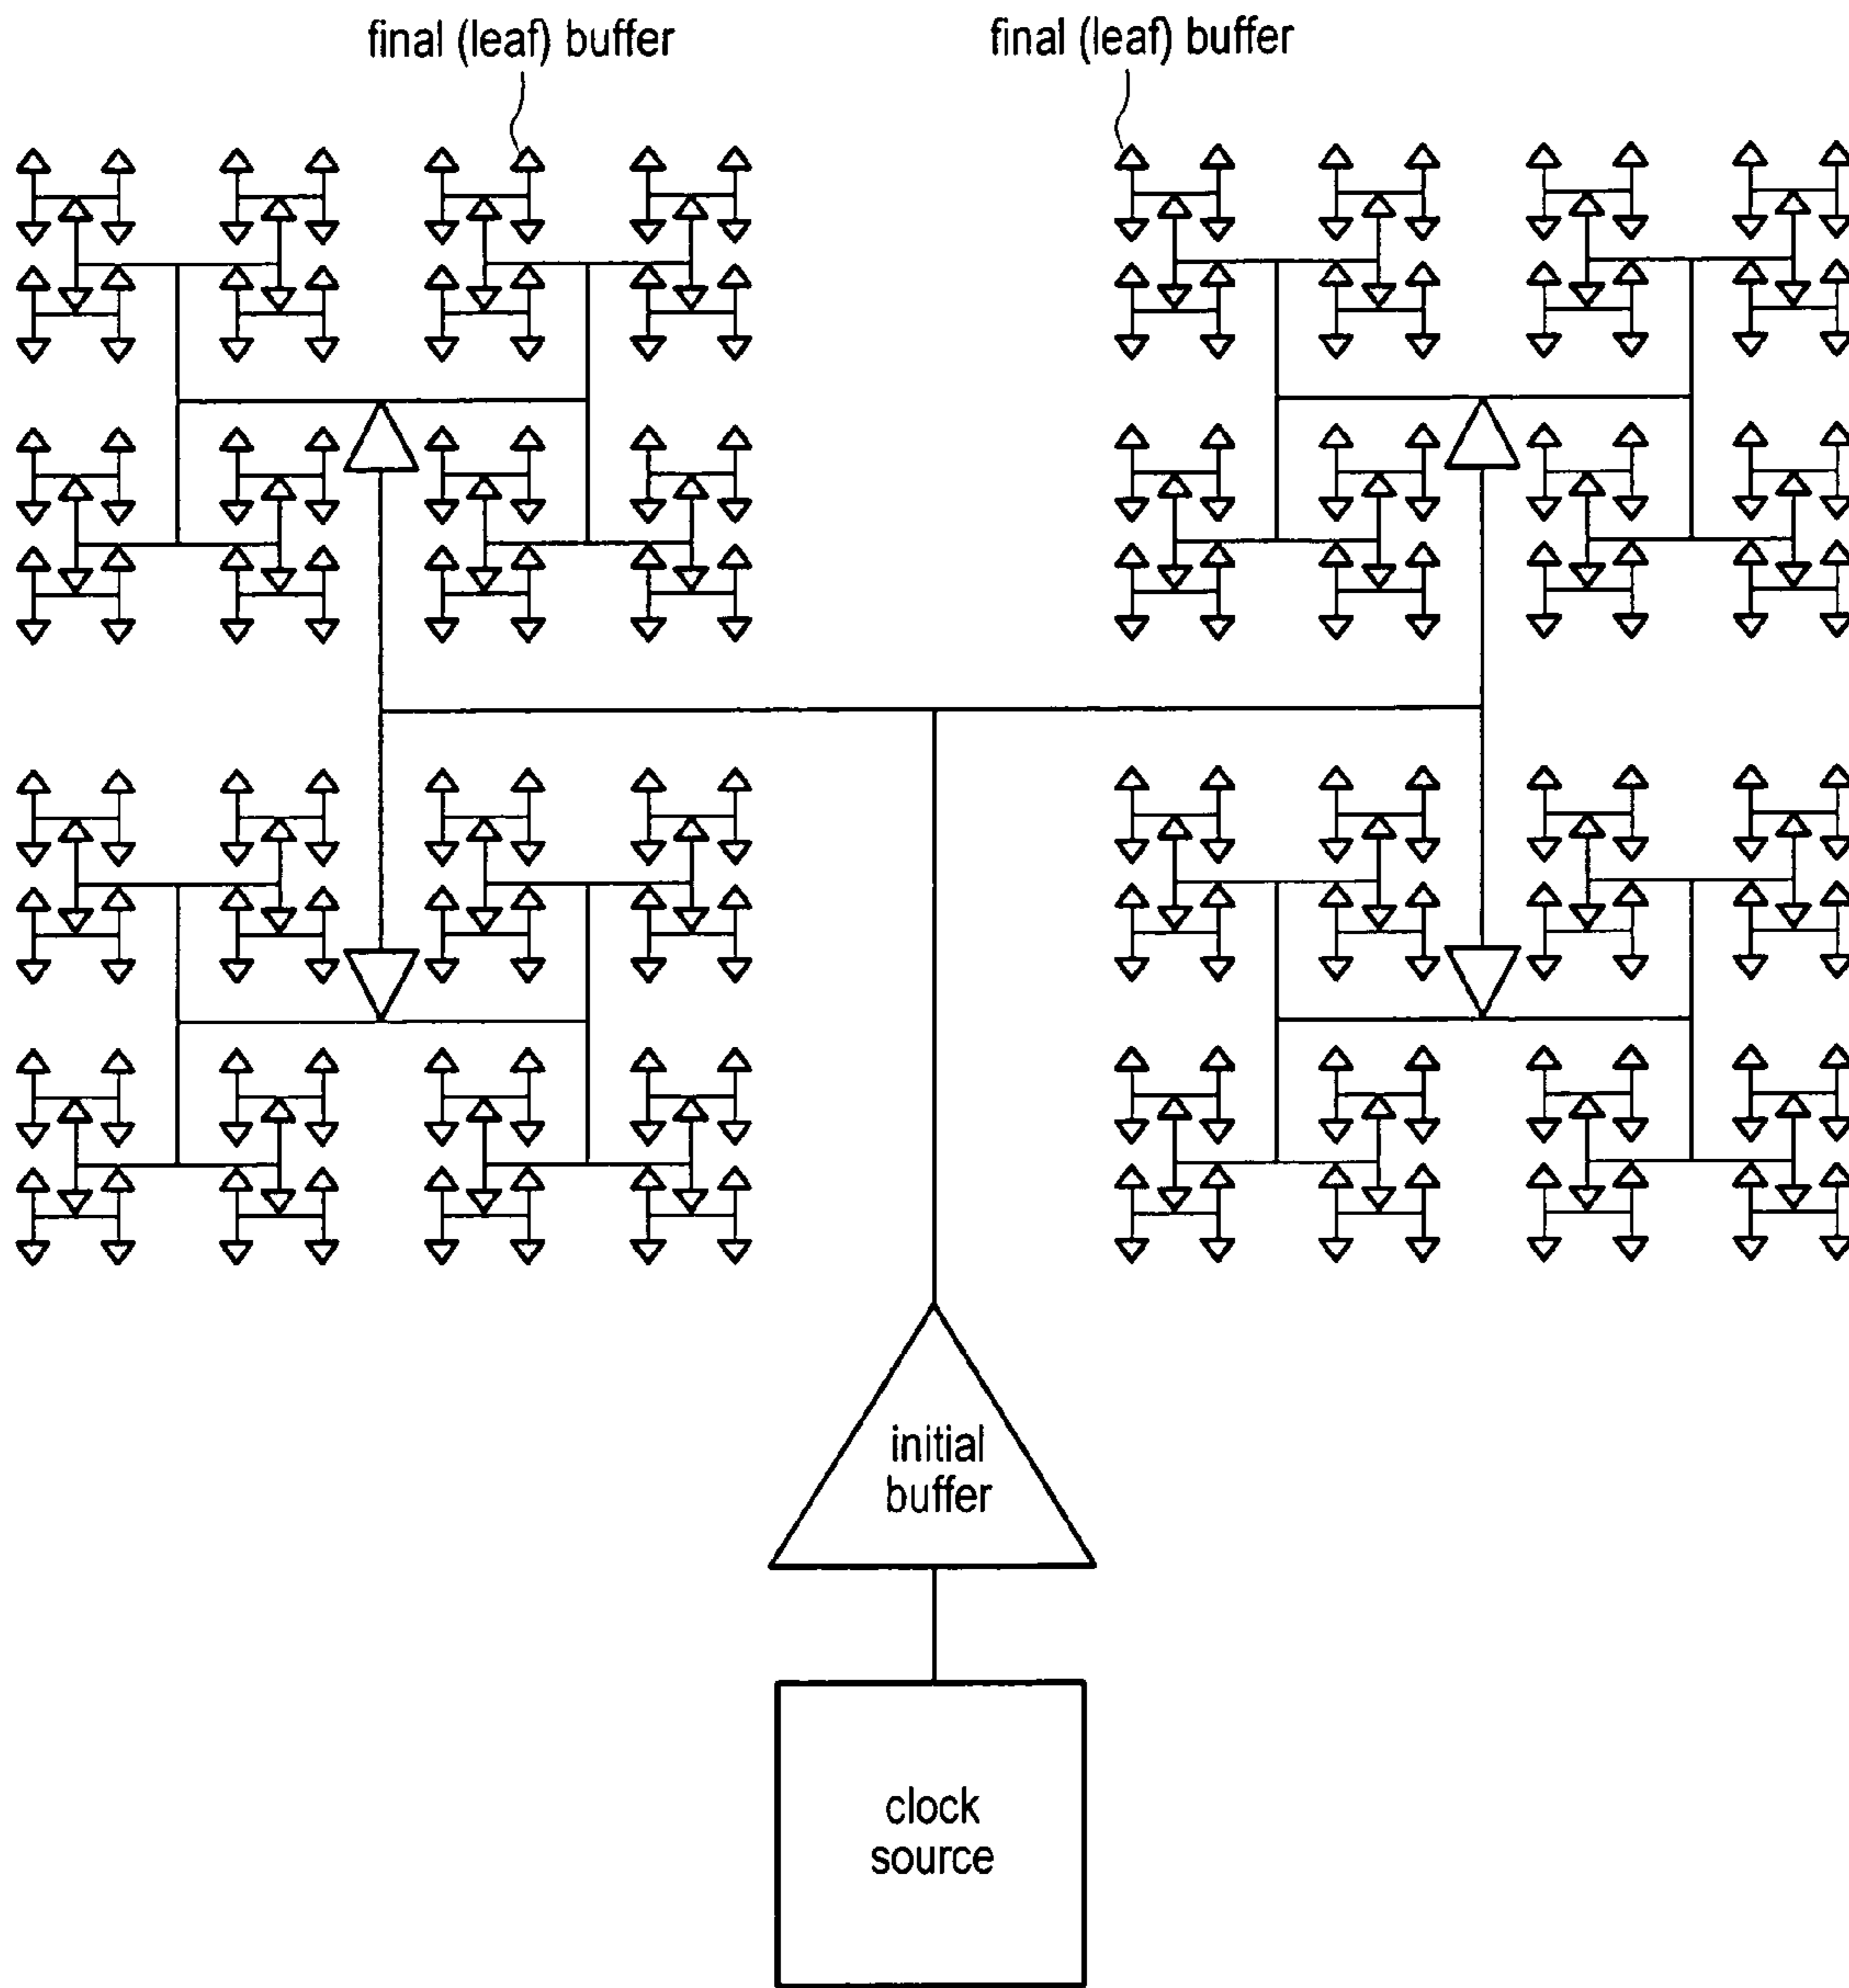 final (leaf) buffer
final (leaf) buffer
initial
buffer
clock
source